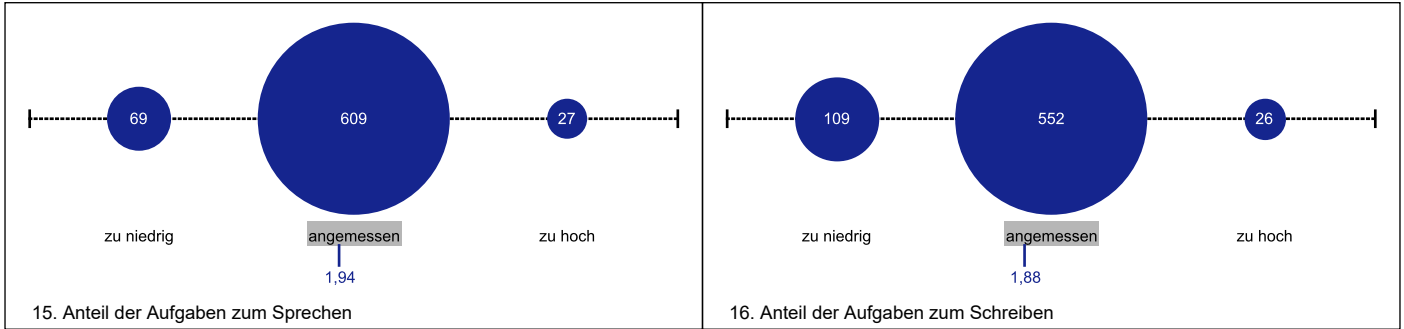 69 609 27
zu niedrig angemessen zu hoch
1,94
15. Anteil der Aufgaben zum Sprechen
109 552 26
zu niedrig angemessen zu hoch
1,88
16. Anteil der Aufgaben zum Schreiben